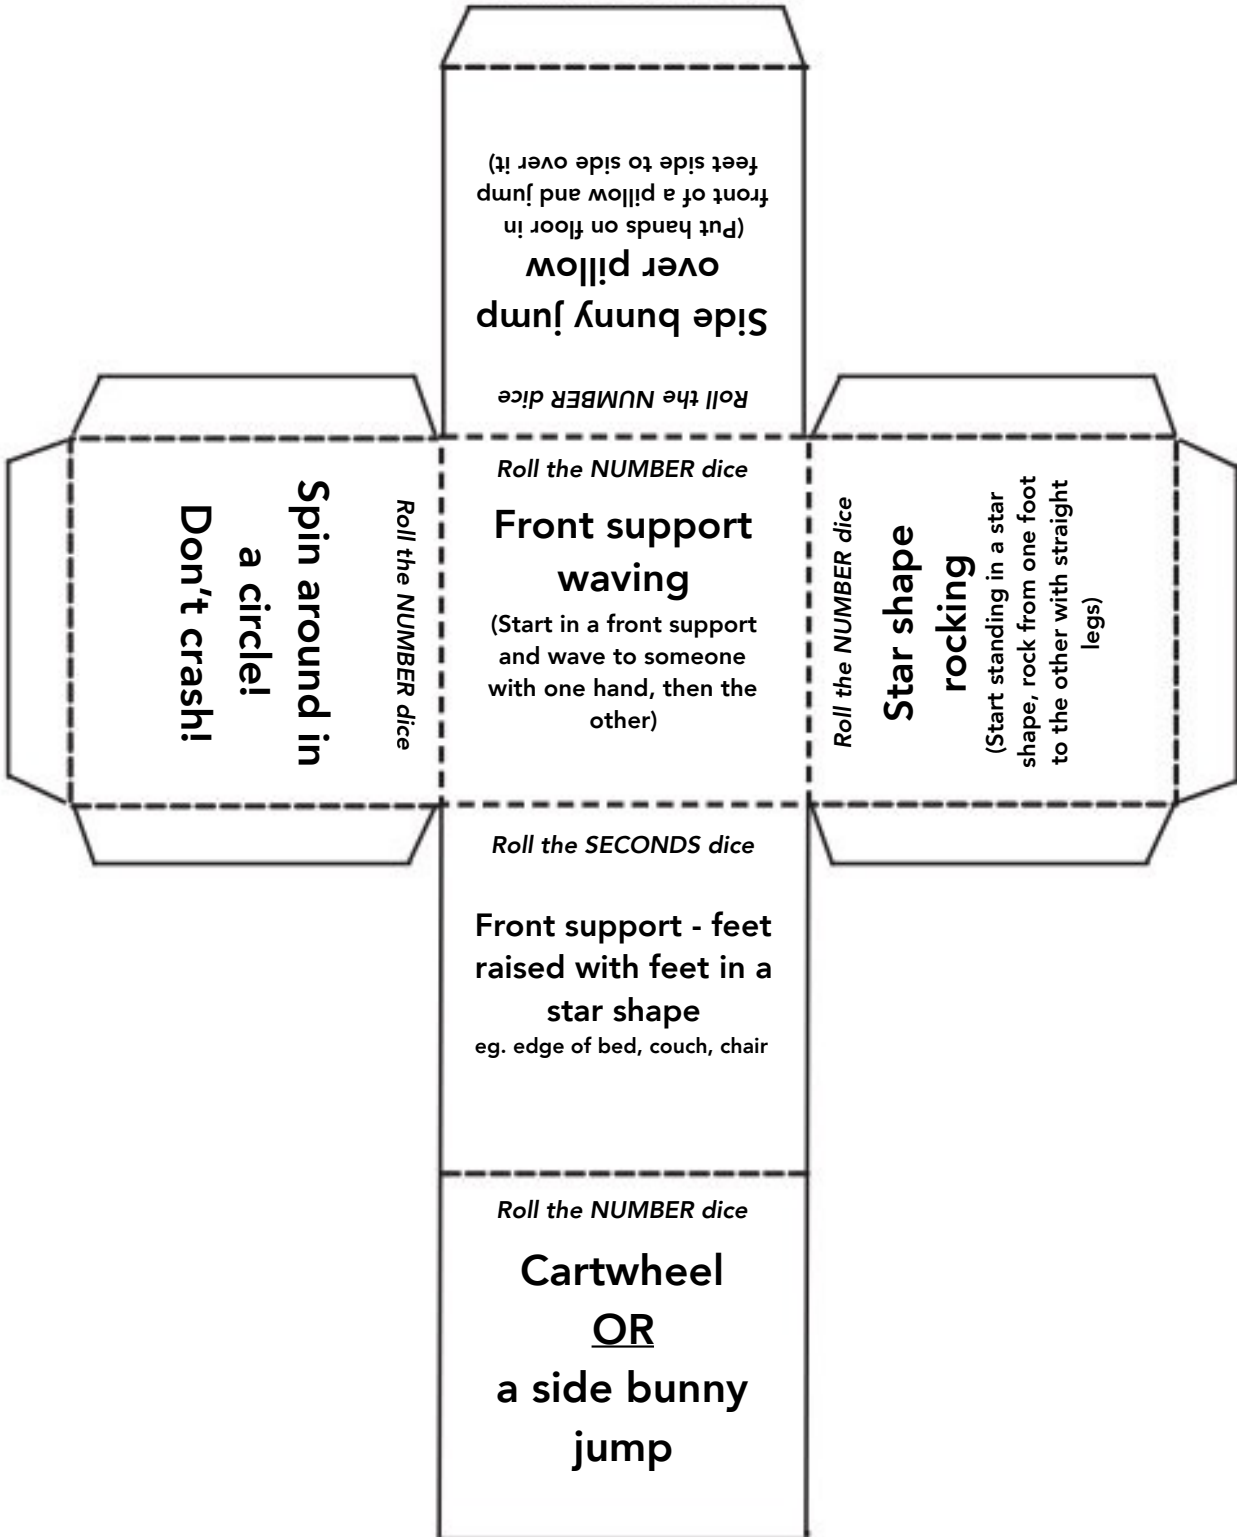 Roll the NUMBER dice
Side bunny jump
over pillow
(Put hands on floor in
front of a pillow and jump
feet side to side over it)
Roll the NUMBER dice
Spin around in
a circle!
Don't crash!
Roll the NUMBER dice
Front support
waving
(Start in a front support
and wave to someone
with one hand, then the
other)
Roll the NUMBER dice
Star shape
rocking
(Start standing in a star
shape, rock from one foot
to the other with straight
legs)
Roll the SECONDS dice
Front support - feet
raised with feet in a
star shape
eg. edge of bed, couch, chair
Roll the NUMBER dice
Cartwheel
OR
a side bunny
jump